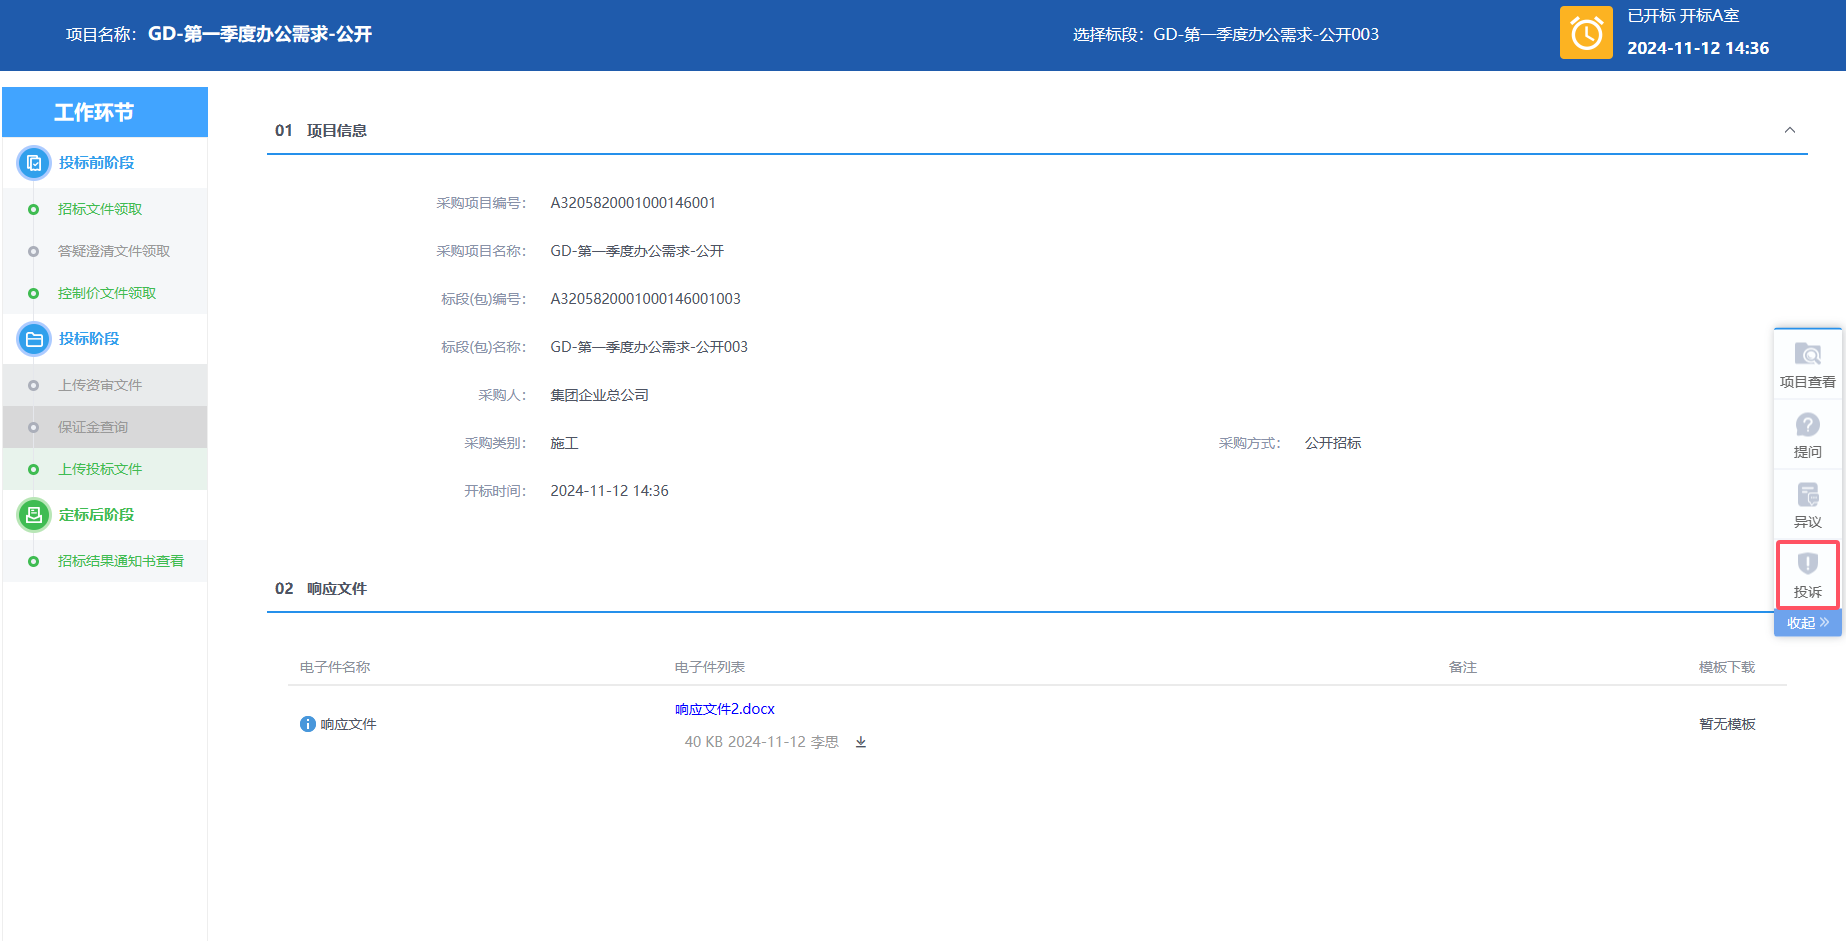 项目名称：GD-第一季度办公需求-公开
选择标段：GD-第一季度办公需求-公开003
已开标 开标A室
2024-11-12 14:36
工作环节
投标前阶段
招标文件领取
答疑澄清文件领取
控制价文件领取
投标阶段
上传资审文件
保证金查询
上传投标文件
定标后阶段
招标结果通知书查看
01 项目信息
采购项目编号： A3205820001000146001
采购项目名称： GD-第一季度办公需求-公开
标段(包)编号： A3205820001000146001003
标段(包)名称： GD-第一季度办公需求-公开003
采购人： 集团企业总公司
采购类别： 施工 采购方式： 公开招标
开标时间： 2024-11-12 14:36
02 响应文件
电子件名称 电子件列表 备注 模板下载
响应文件2.docx
响应文件 暂无模板
40 KB 2024-11-12 李思
项目查看
提问
异议
投诉
收起